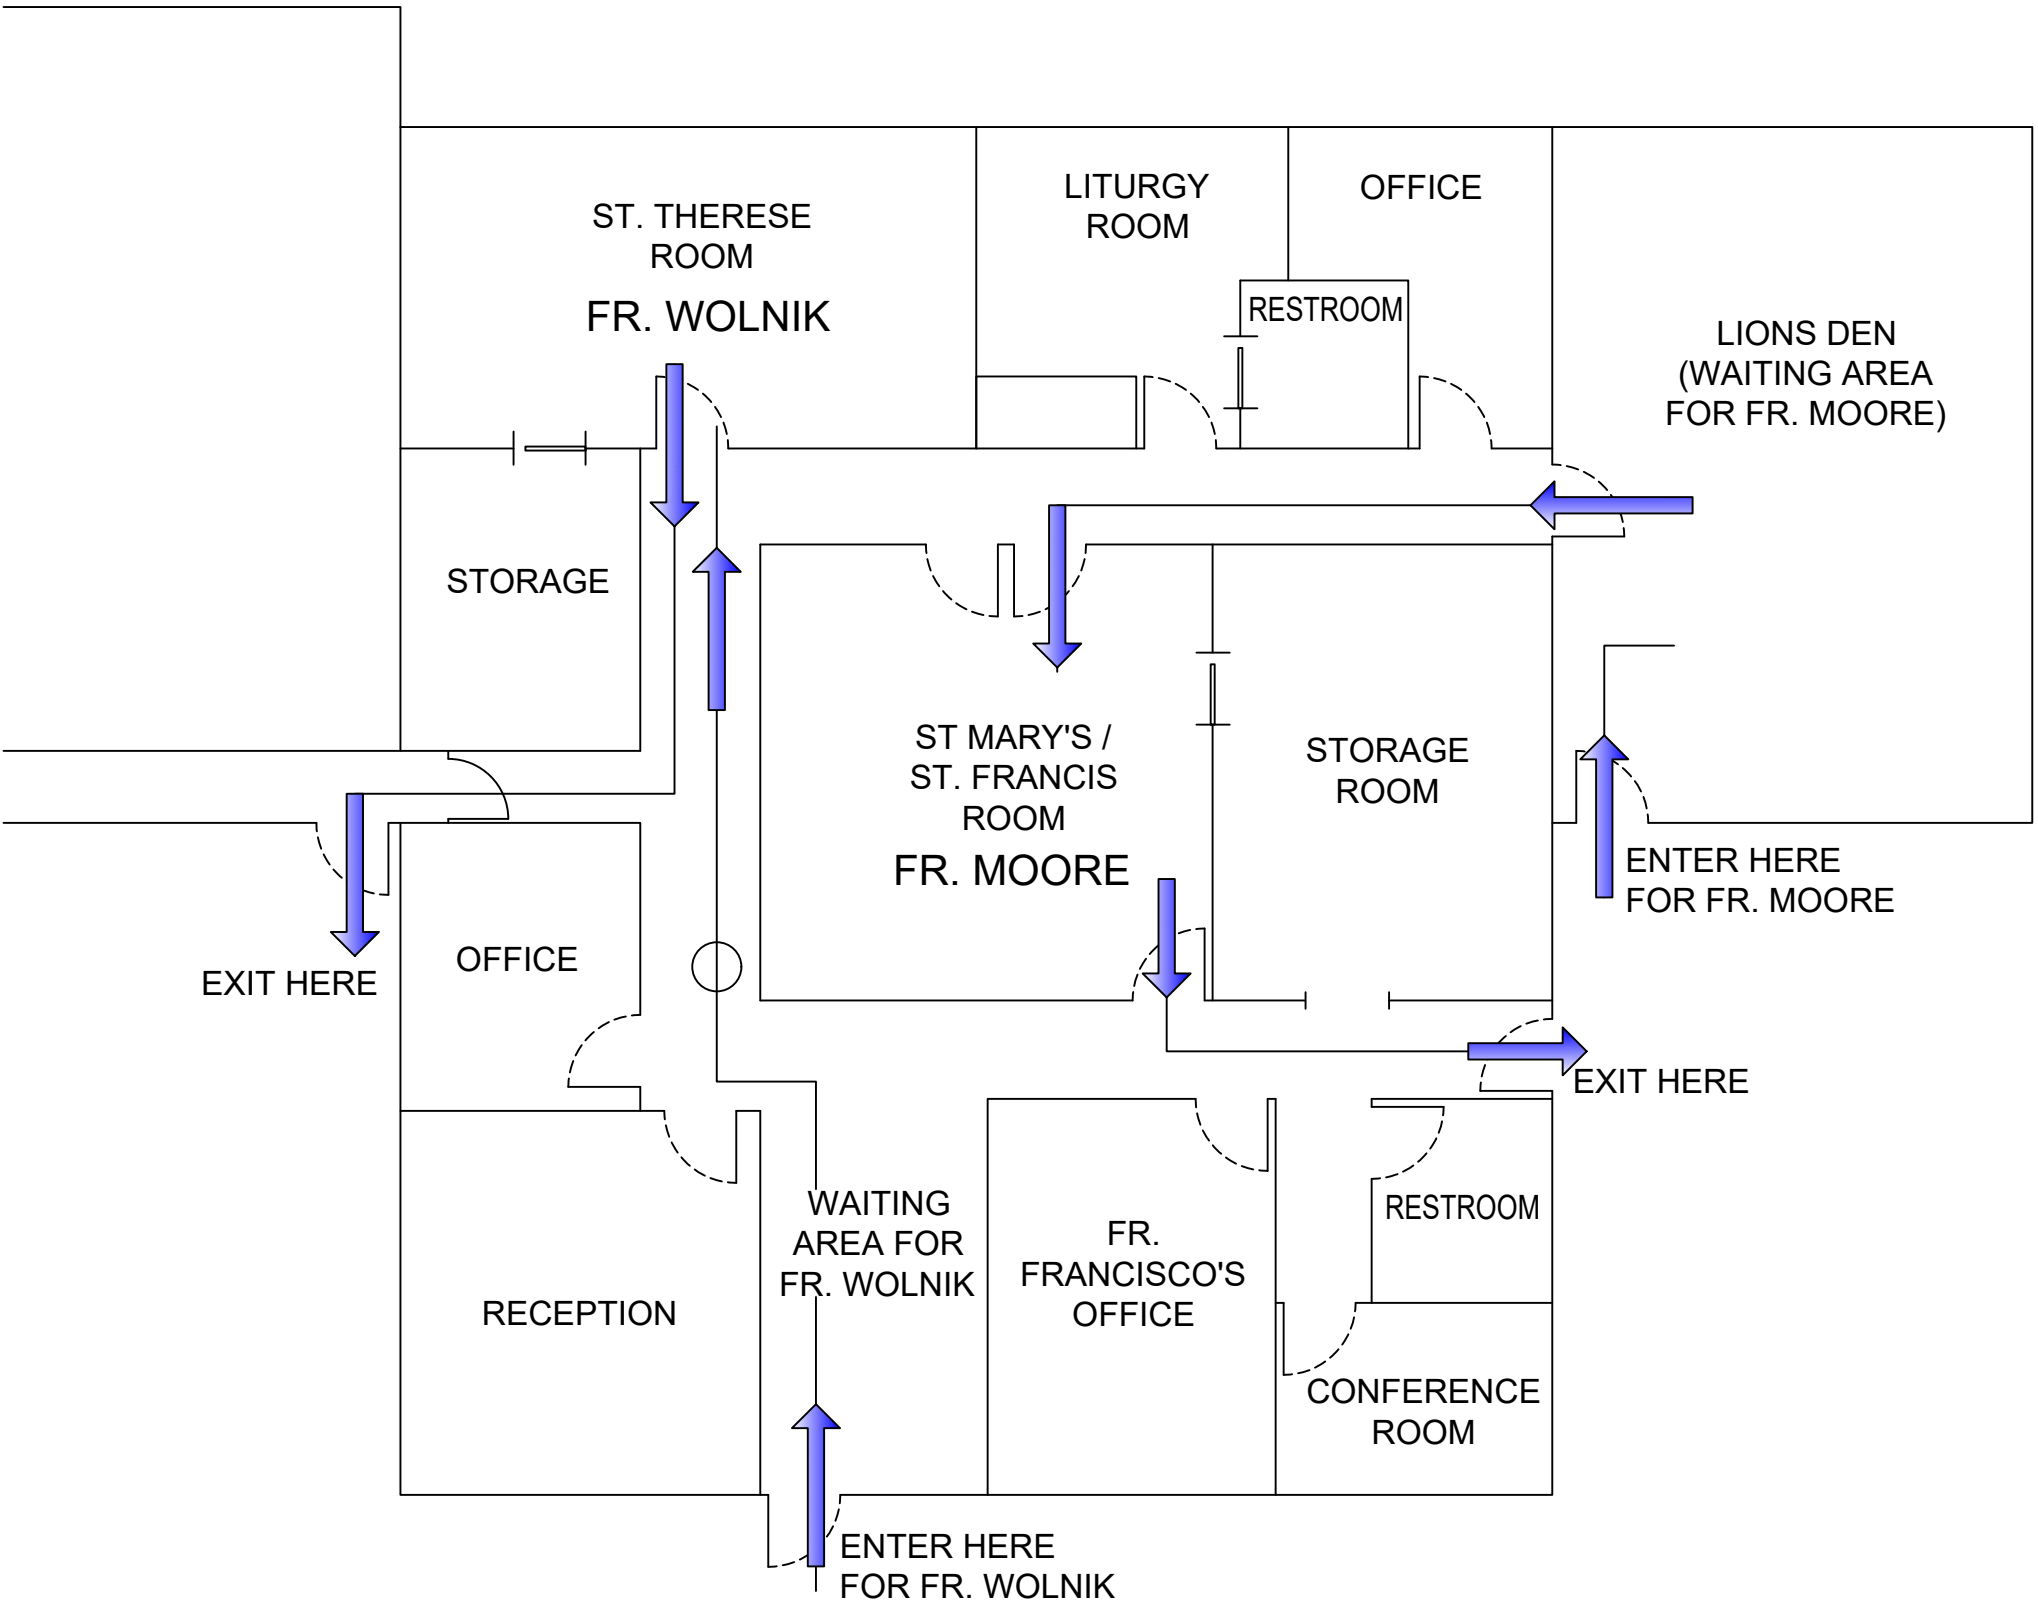 ST. THERESE
ROOM
FR. WOLNIK
LITURGY
ROOM
OFFICE
RESTROOM
LIONS DEN
(WAITING AREA
FOR FR. MOORE)
STORAGE
ST MARY'S /
ST. FRANCIS
ROOM
FR. MOORE
STORAGE
ROOM
ENTER HERE
FOR FR. MOORE
EXIT HERE
OFFICE
EXIT HERE
WAITING
AREA FOR
FR. WOLNIK
RECEPTION
FR.
FRANCISCO'S
OFFICE
RESTROOM
CONFERENCE
ROOM
ENTER HERE
FOR FR. WOLNIK